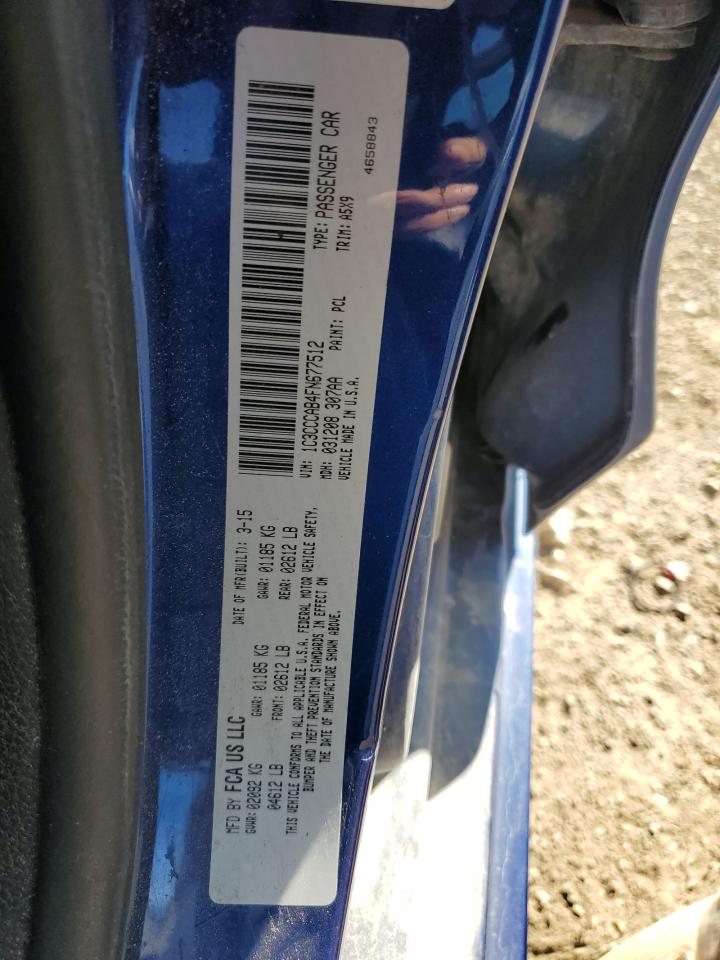 MFD BY FCA US LLC
DATE OF MFR(BUILT): 3-15
GVWR: 02092 KG
GAWR: 01185 KG
GAWR: 01185 KG
04612 LB
FRONT: 02612 LB
REAR: 02612 LB
THIS VEHICLE CONFORMS TO ALL APPLICABLE U.S.A. FEDERAL MOTOR VEHICLE SAFETY,
BUMPER AND THEFT PREVENTION STANDARDS IN EFFECT ON
THE DATE OF MANUFACTURE SHOWN ABOVE.
VIN: 1C3CCCAB4FN677512
TYPE: PASSENGER CAR
MDH: 031208 307AA
PAINT: PCL
TRIM: A5X9
VEHICLE MADE IN U.S.A.
4658843